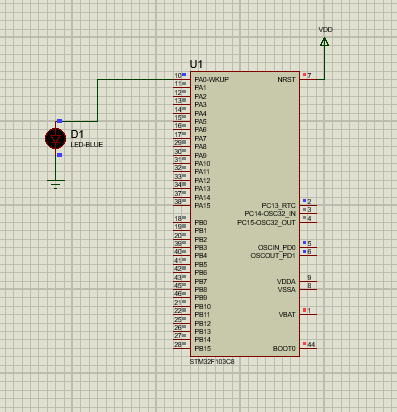 VDD
U1
10 PA0-WKUP NRST 7
11 PA1
12 PA2
13 PA3
14 PA4
15 PA5
16 PA6
17 PA7
29 PA8
30 PA9
31 PA10
32 PA11
33 PA12
34 PA13
37 PA14
38 PA15
D1
LED-BLUE
PC13_RTC 2
PC14-OSC32_IN 3
PC15-OSC32_OUT 4
18 PB0
19 PB1
20 PB2
39 PB3 OSCIN_PD0 5
40 PB4 OSCOUT_PD1 6
41 PB5
42 PB6
43 PB7 VDDA 9
45 PB8 VSSA 8
46 PB9
21 PB10
22 PB11 VBAT 1
25 PB12
26 PB13
27 PB14
28 PB15 BOOT0 44
STM32F103C8